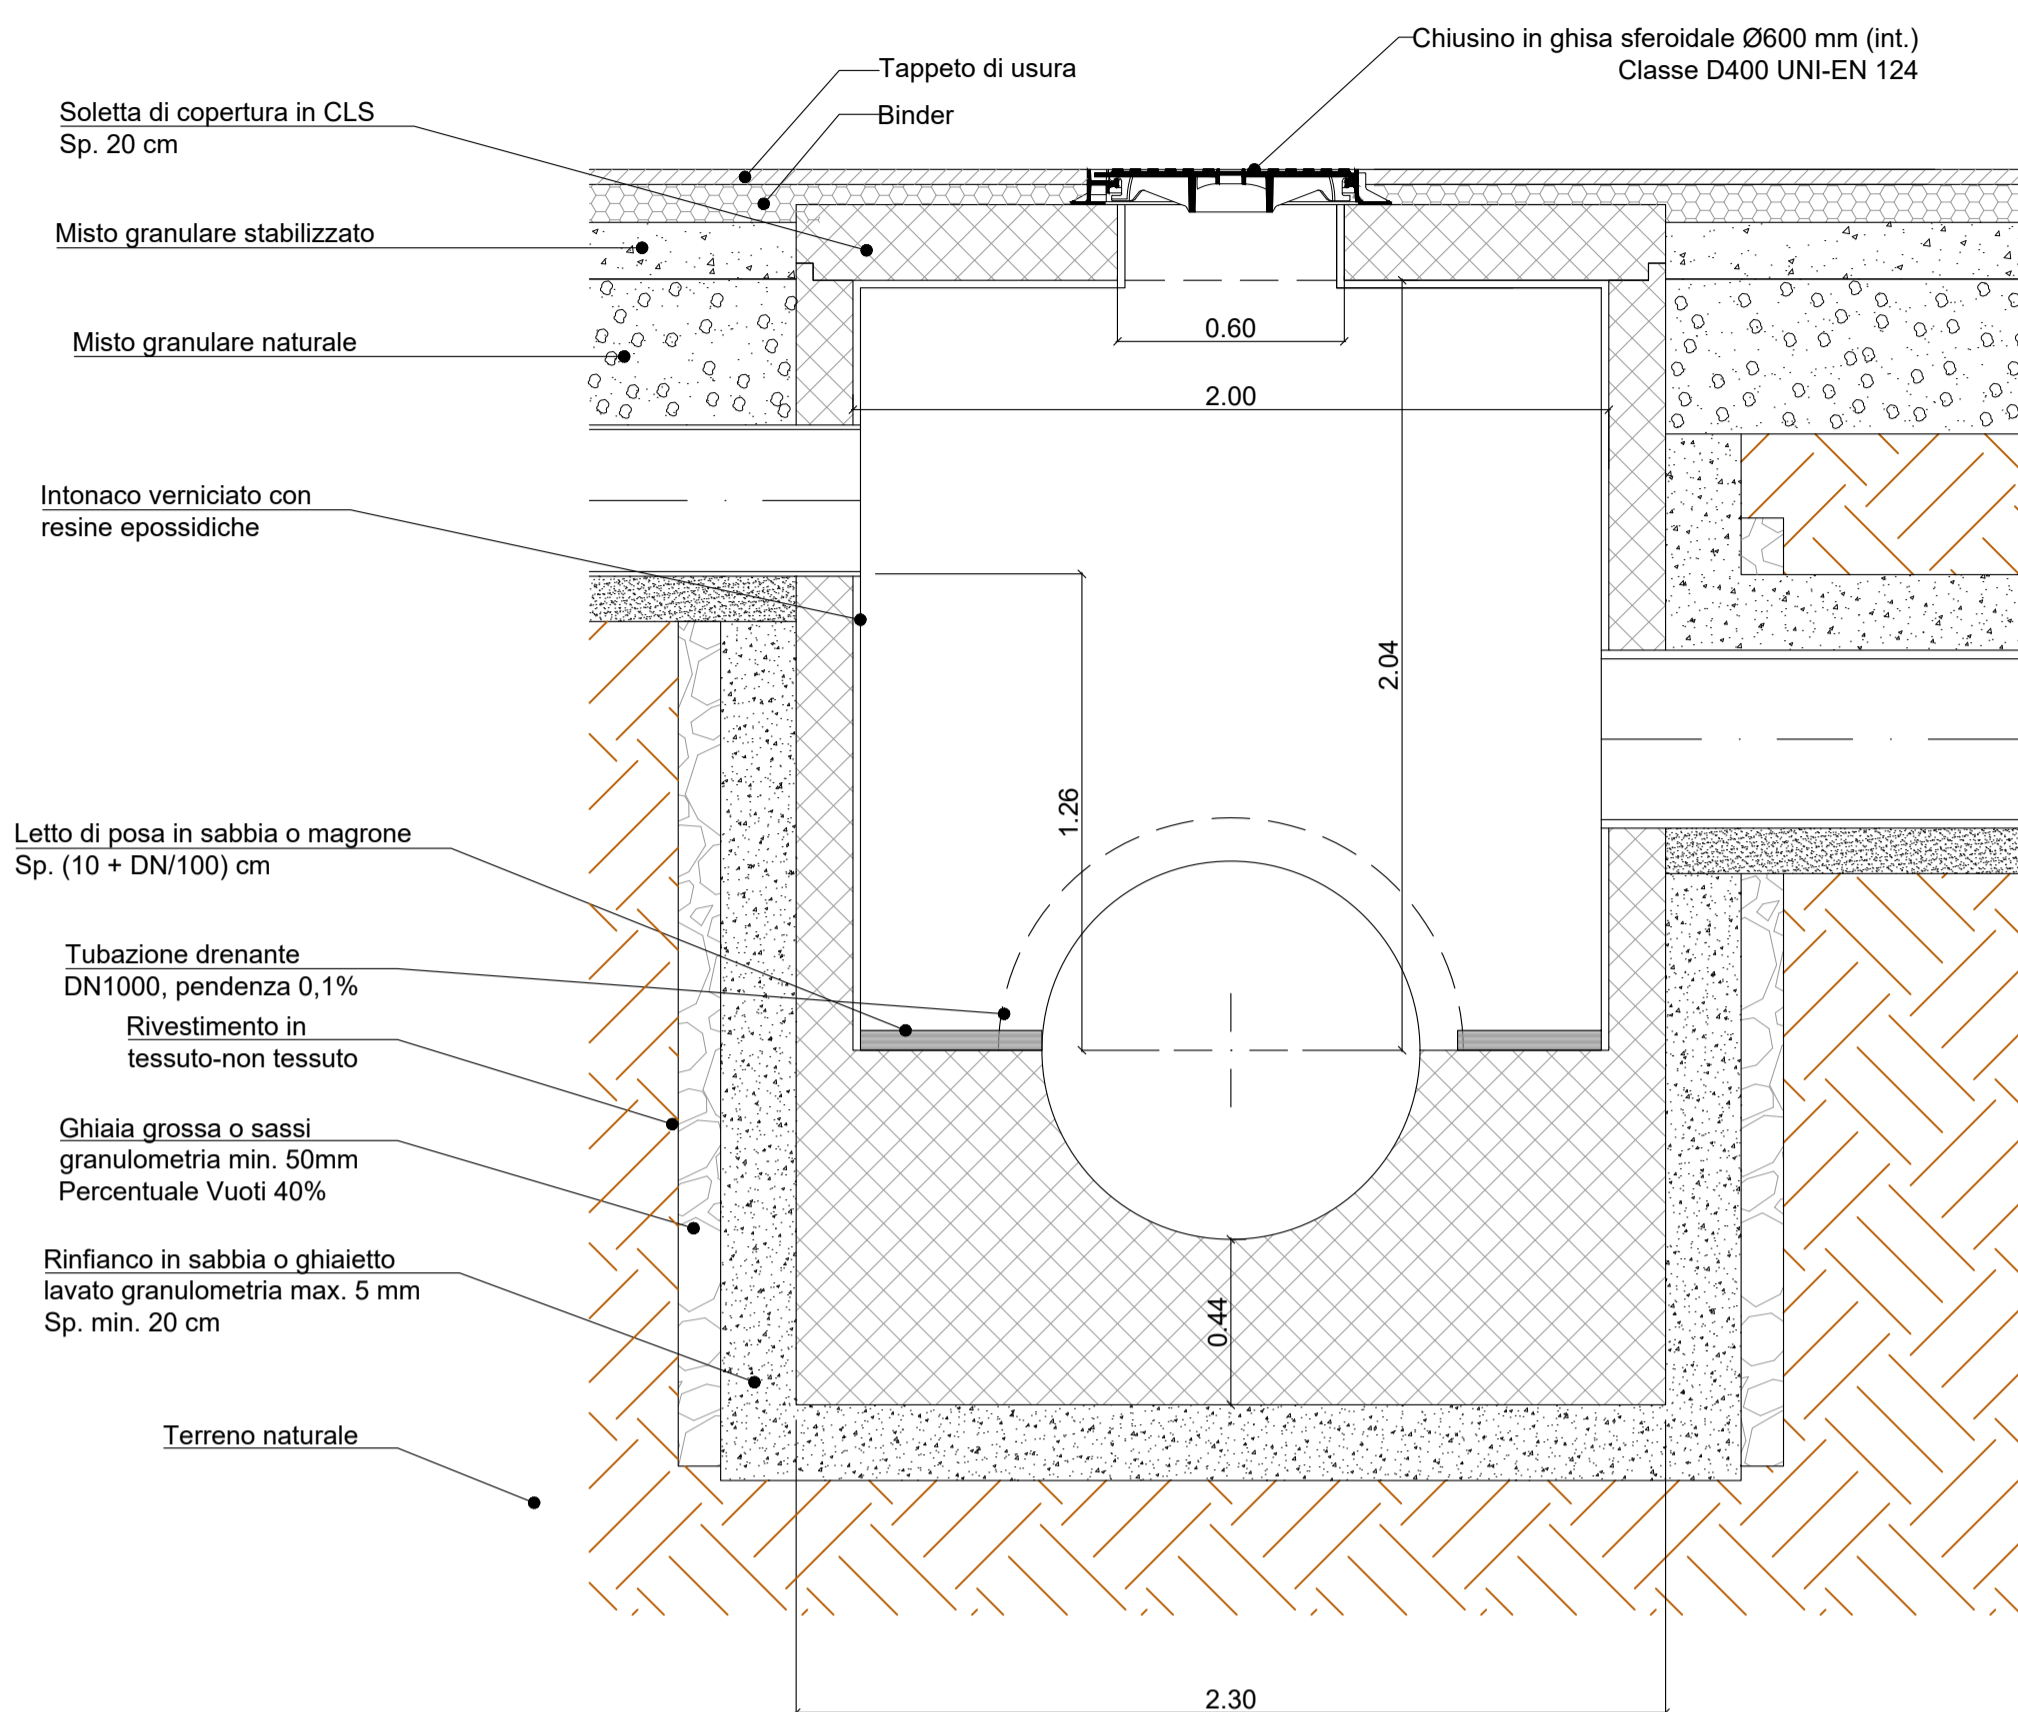 Chiusino in ghisa sferoidale Ø600 mm (int.)
Classe D400 UNI-EN 124
Tappeto di usura
Binder
Soletta di copertura in CLS
Sp. 20 cm
Misto granulare stabilizzato
Misto granulare naturale
0.60
2.00
Intonaco verniciato con
resine epossidiche
2.04
1.26
Letto di posa in sabbia o magrone
Sp. (10 + DN/100) cm
Tubazione drenante
DN1000, pendenza 0,1%
Rivestimento in
tessuto-non tessuto
Ghiaia grossa o sassi
granulometria min. 50mm
Percentuale Vuoti 40%
Rinfianco in sabbia o ghiaietto
lavato granulometria max. 5 mm
Sp. min. 20 cm
0.44
Terreno naturale
2.30